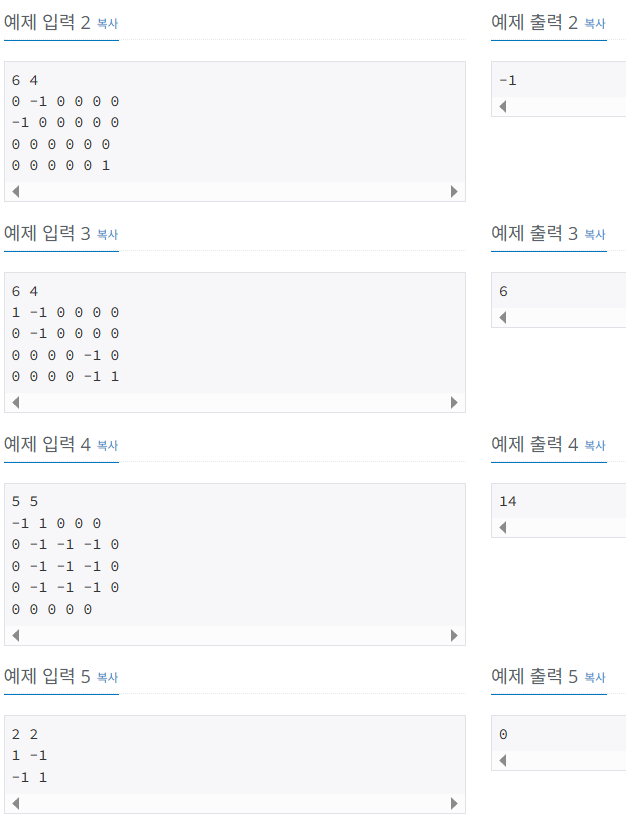 예제 입력 2 복사
6 4
0 -1 0 0 0 0
-1 0 0 0 0 0
0 0 0 0 0 0
0 0 0 0 0 1
예제 출력 2 복사
-1
예제 입력 3 복사
6 4
1 -1 0 0 0 0
0 -1 0 0 0 0
0 0 0 0 -1 0
0 0 0 0 -1 1
예제 출력 3 복사
6
예제 입력 4 복사
5 5
-1 1 0 0 0
0 -1 -1 -1 0
0 -1 -1 -1 0
0 -1 -1 -1 0
0 0 0 0 0
예제 출력 4 복사
14
예제 입력 5 복사
2 2
1 -1
-1 1
예제 출력 5 복사
0